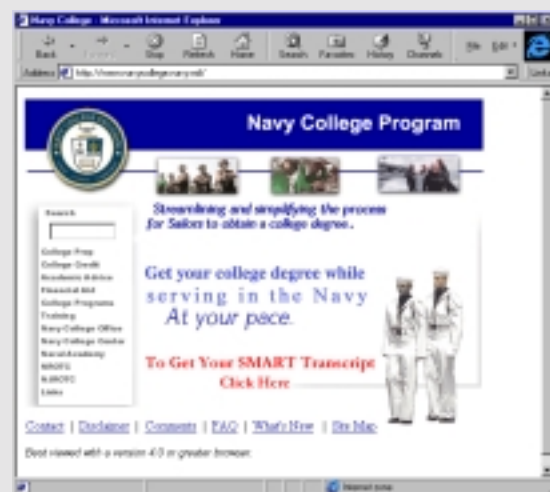 Navy College - Microsoft Internet Explorer
Back
Stop Refresh Home Search Favorites History Channels
Address
Navy College Program
Streamlining and simplifying the process
for Sailors to obtain a college degree.
Search
College Prep
College Credit
Academic Advice
Financial Aid
College Programs
Training
Navy College Office
Navy College Center
Naval Academy
NROTC
NJROTC
Links
Get your college degree while
serving in the Navy
At your pace.
To Get Your SMART Transcript
Click Here
Contact | Disclaimer | Comments | FAQ | What's New | Site Map
Best viewed with a version 4.0 or greater browser.
Internet zone